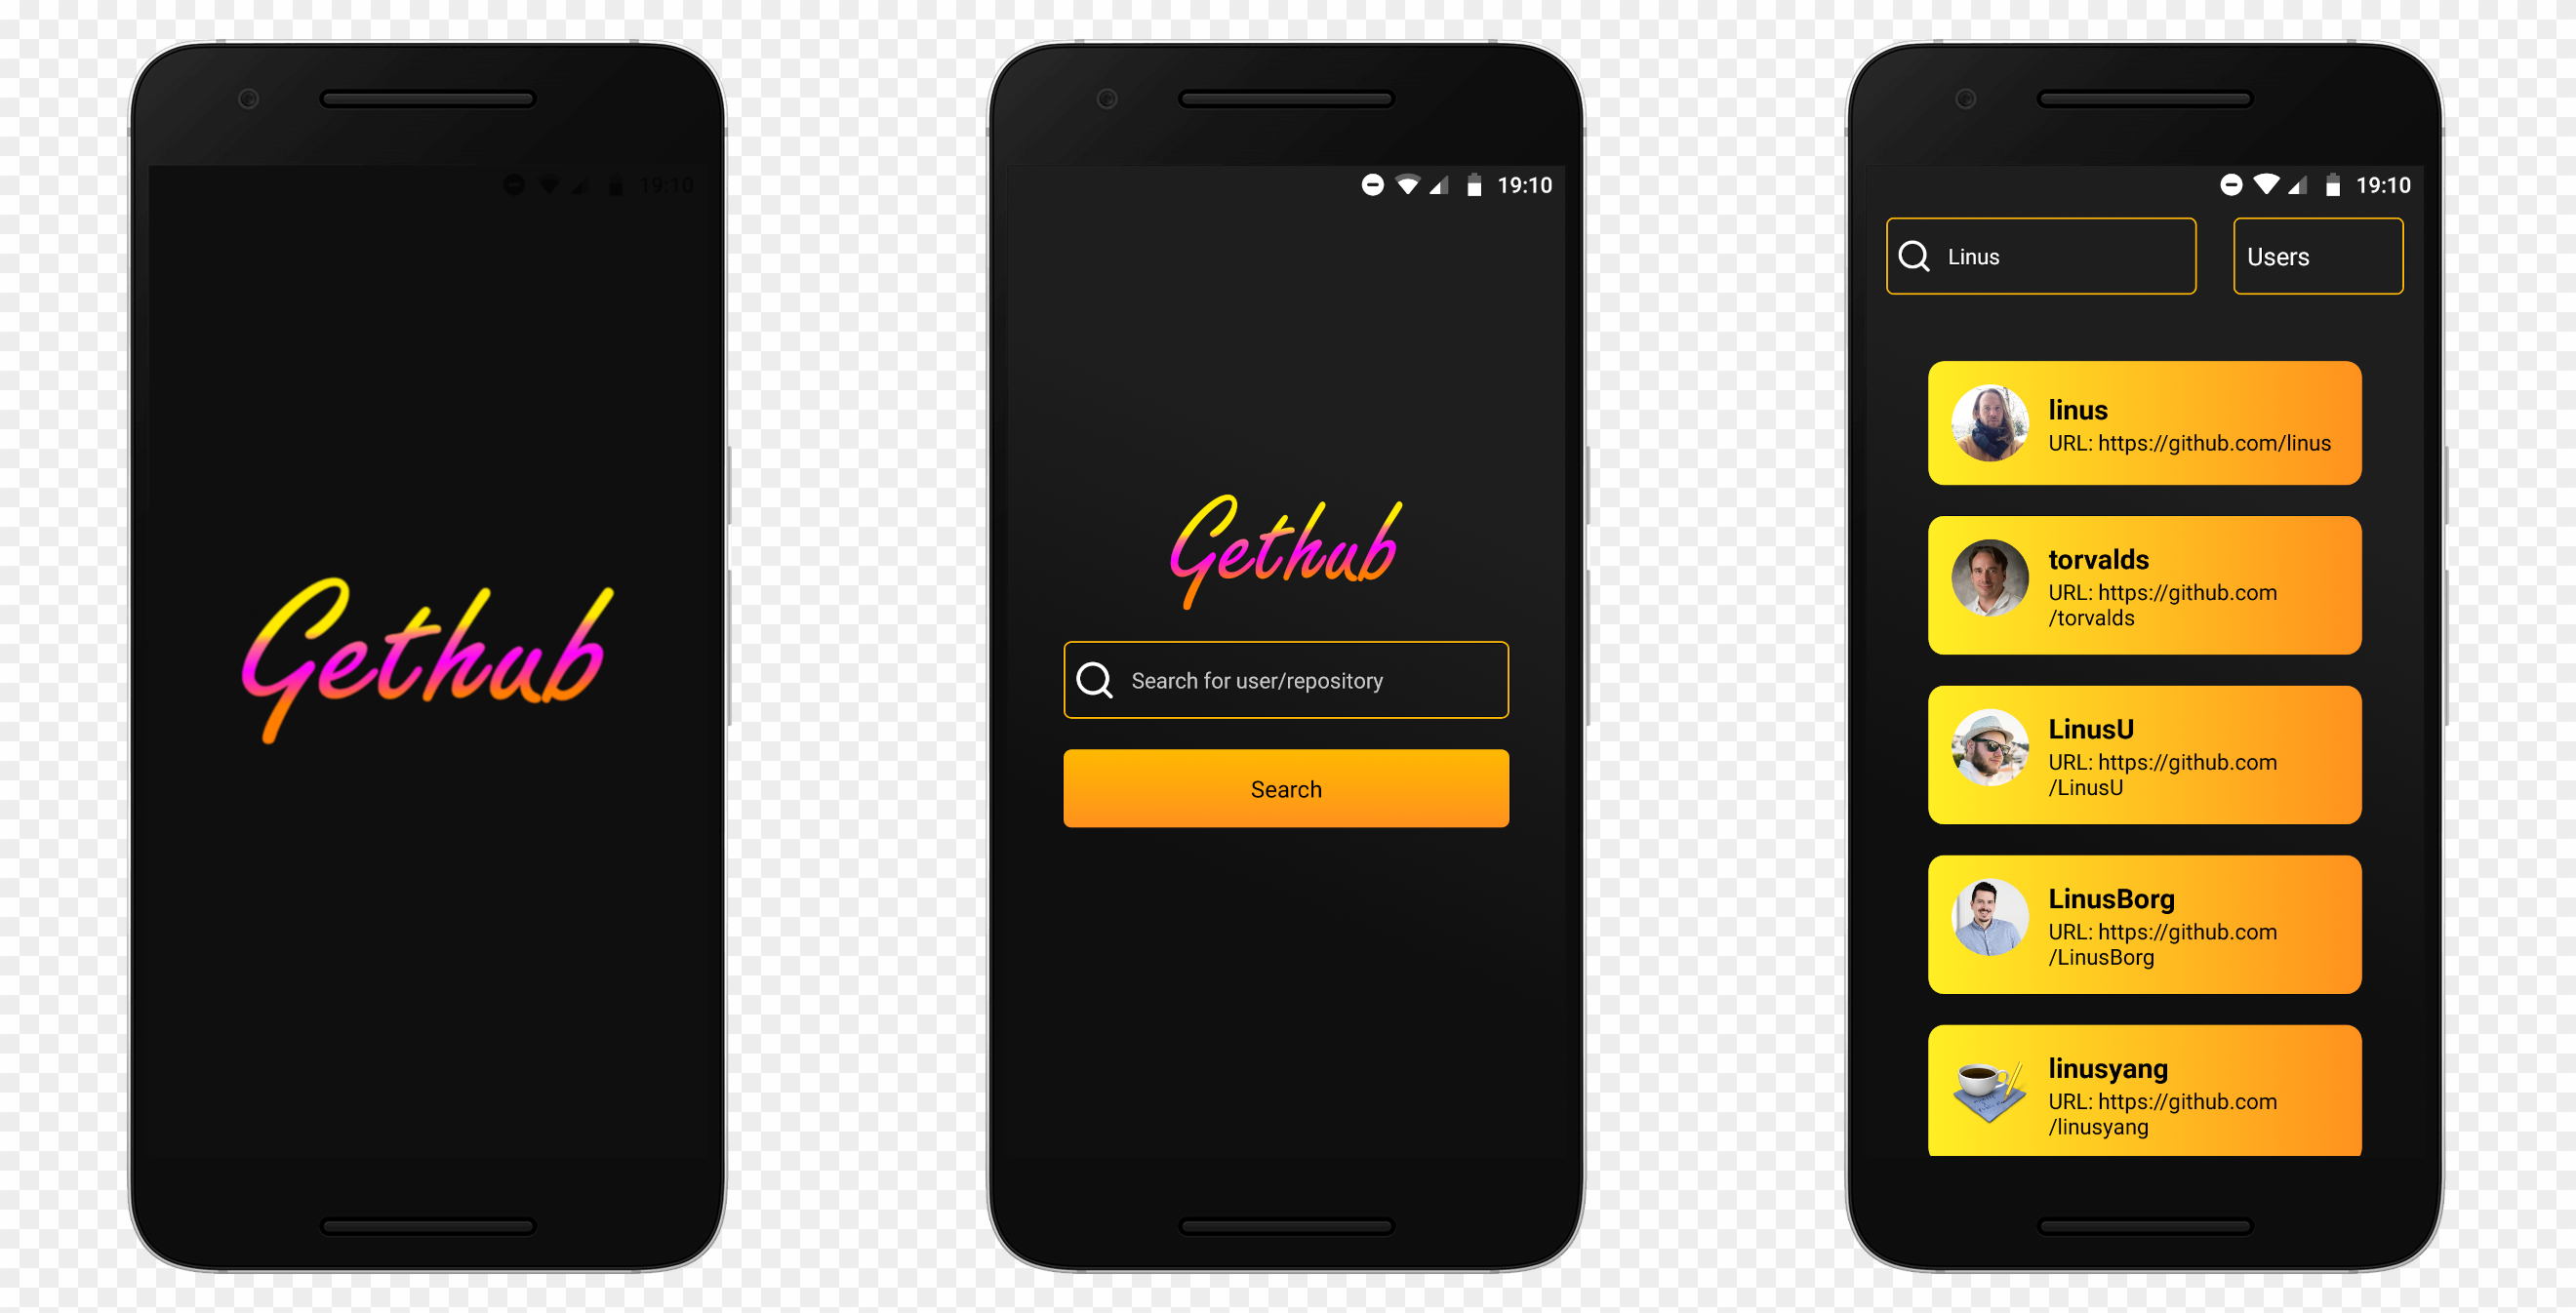 19:10
Gethub
19:10
Gethub
Search for user/repository
Search
19:10
Linus
Users
linus
URL: https://github.com/linus
torvalds
URL: https://github.com
/torvalds
LinusU
URL: https://github.com
/LinusU
LinusBorg
URL: https://github.com
/LinusBorg
linusyang
URL: https://github.com
/linusyang